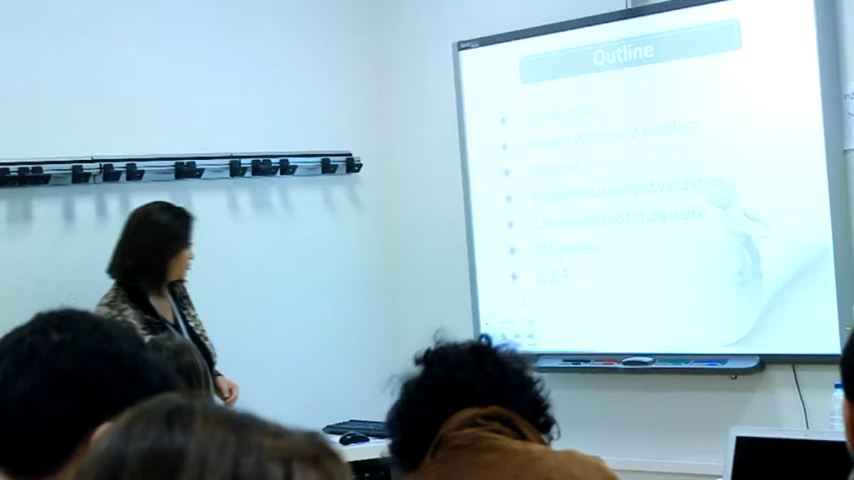 Outline
Introduction
Related Works and problem
Proposal
Implementation and validation
Conclusion and future work
References
Q & R